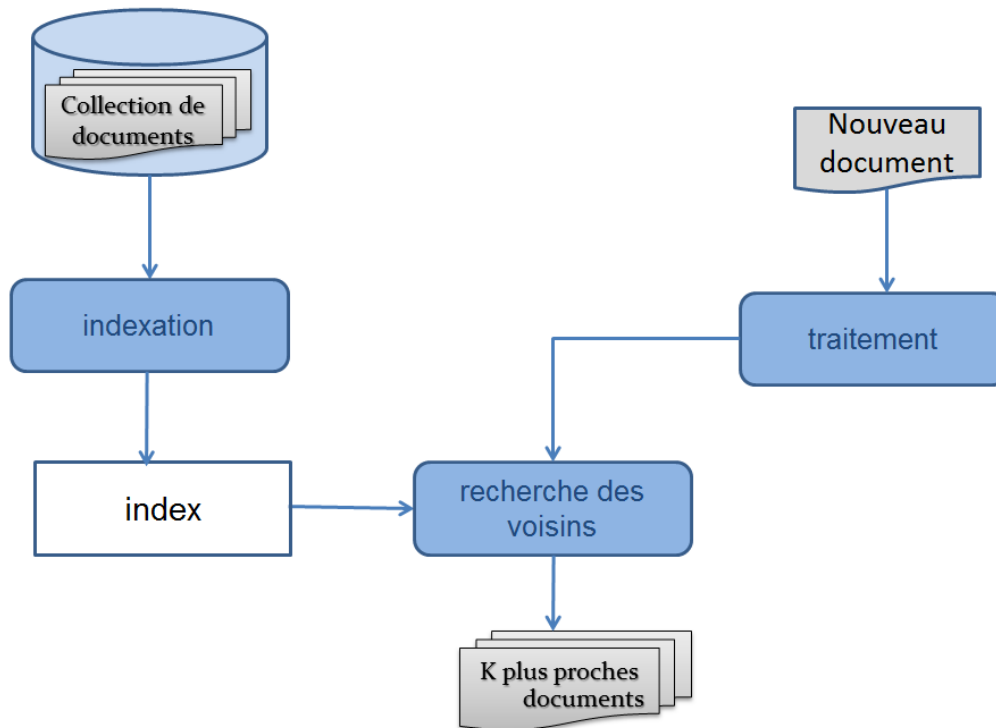 Collection de
documents
Nouveau
document
indexation
traitement
index
recherche des
voisins
K plus proches
documents